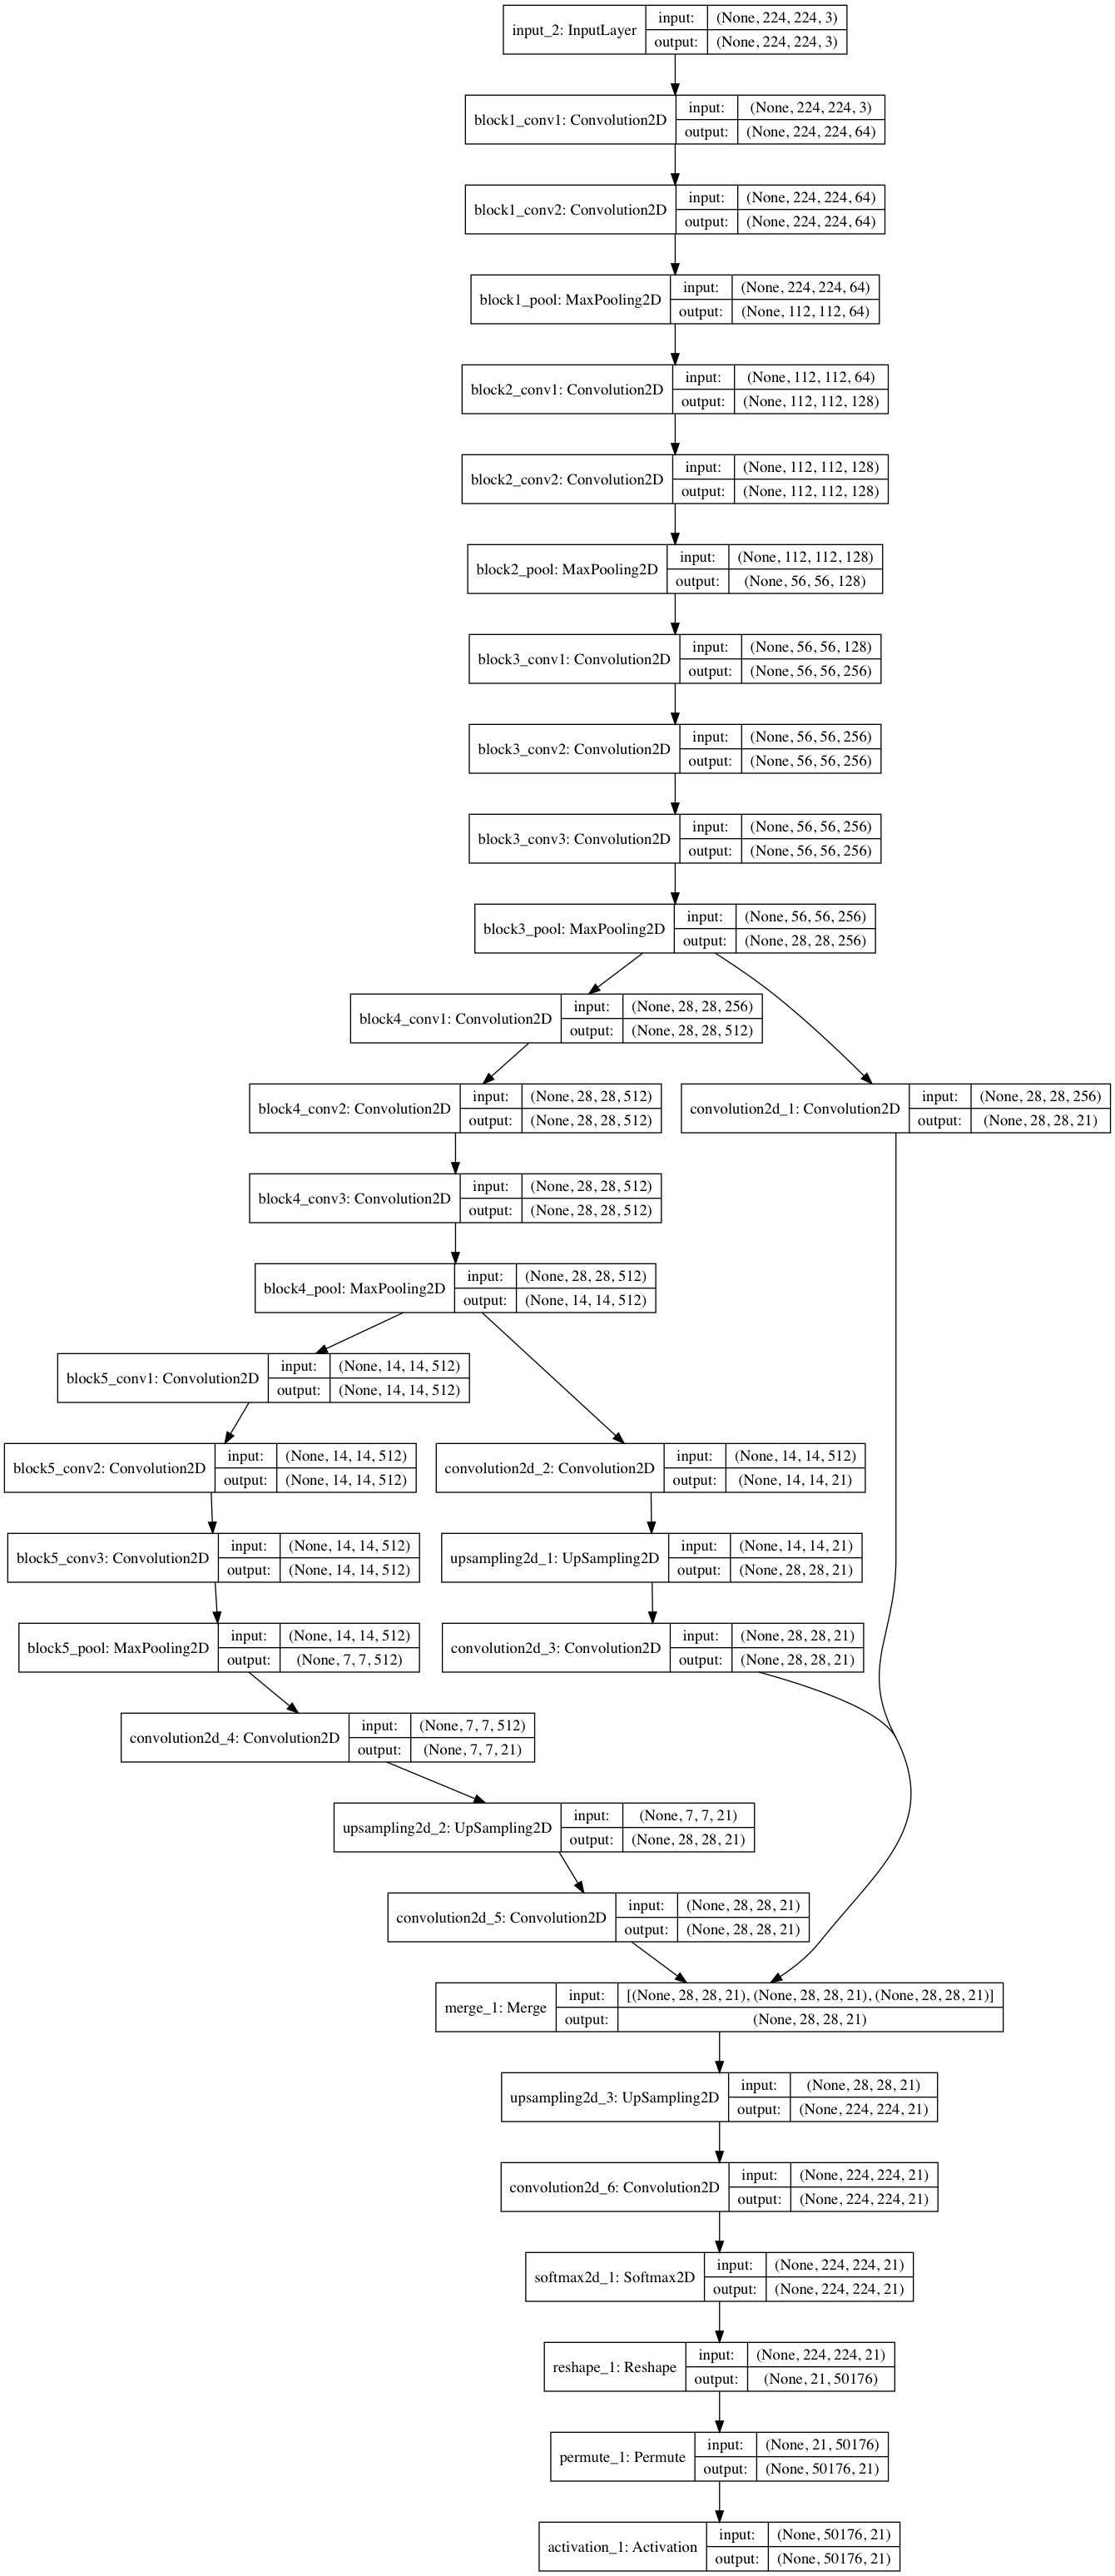 input_2: InputLayer
input: (None, 224, 224, 3)
output: (None, 224, 224, 3)
block1_conv1: Convolution2D
input: (None, 224, 224, 3)
output: (None, 224, 224, 64)
block1_conv2: Convolution2D
input: (None, 224, 224, 64)
output: (None, 224, 224, 64)
block1_pool: MaxPooling2D
input: (None, 224, 224, 64)
output: (None, 112, 112, 64)
block2_conv1: Convolution2D
input: (None, 112, 112, 64)
output: (None, 112, 112, 128)
block2_conv2: Convolution2D
input: (None, 112, 112, 128)
output: (None, 112, 112, 128)
block2_pool: MaxPooling2D
input: (None, 112, 112, 128)
output: (None, 56, 56, 128)
block3_conv1: Convolution2D
input: (None, 56, 56, 128)
output: (None, 56, 56, 256)
block3_conv2: Convolution2D
input: (None, 56, 56, 256)
output: (None, 56, 56, 256)
block3_conv3: Convolution2D
input: (None, 56, 56, 256)
output: (None, 56, 56, 256)
block3_pool: MaxPooling2D
input: (None, 56, 56, 256)
output: (None, 28, 28, 256)
block4_conv1: Convolution2D
input: (None, 28, 28, 256)
output: (None, 28, 28, 512)
block4_conv2: Convolution2D
input: (None, 28, 28, 512)
output: (None, 28, 28, 512)
convolution2d_1: Convolution2D
input: (None, 28, 28, 256)
output: (None, 28, 28, 21)
block4_conv3: Convolution2D
input: (None, 28, 28, 512)
output: (None, 28, 28, 512)
block4_pool: MaxPooling2D
input: (None, 28, 28, 512)
output: (None, 14, 14, 512)
block5_conv1: Convolution2D
input: (None, 14, 14, 512)
output: (None, 14, 14, 512)
block5_conv2: Convolution2D
input: (None, 14, 14, 512)
output: (None, 14, 14, 512)
convolution2d_2: Convolution2D
input: (None, 14, 14, 512)
output: (None, 14, 14, 21)
block5_conv3: Convolution2D
input: (None, 14, 14, 512)
output: (None, 14, 14, 512)
upsampling2d_1: UpSampling2D
input: (None, 14, 14, 21)
output: (None, 28, 28, 21)
block5_pool: MaxPooling2D
input: (None, 14, 14, 512)
output: (None, 7, 7, 512)
convolution2d_3: Convolution2D
input: (None, 28, 28, 21)
output: (None, 28, 28, 21)
convolution2d_4: Convolution2D
input: (None, 7, 7, 512)
output: (None, 7, 7, 21)
upsampling2d_2: UpSampling2D
input: (None, 7, 7, 21)
output: (None, 28, 28, 21)
convolution2d_5: Convolution2D
input: (None, 28, 28, 21)
output: (None, 28, 28, 21)
merge_1: Merge
input: [(None, 28, 28, 21), (None, 28, 28, 21), (None, 28, 28, 21)]
output: (None, 28, 28, 21)
upsampling2d_3: UpSampling2D
input: (None, 28, 28, 21)
output: (None, 224, 224, 21)
convolution2d_6: Convolution2D
input: (None, 224, 224, 21)
output: (None, 224, 224, 21)
softmax2d_1: Softmax2D
input: (None, 224, 224, 21)
output: (None, 224, 224, 21)
reshape_1: Reshape
input: (None, 224, 224, 21)
output: (None, 21, 50176)
permute_1: Permute
input: (None, 21, 50176)
output: (None, 50176, 21)
activation_1: Activation
input: (None, 50176, 21)
output: (None, 50176, 21)